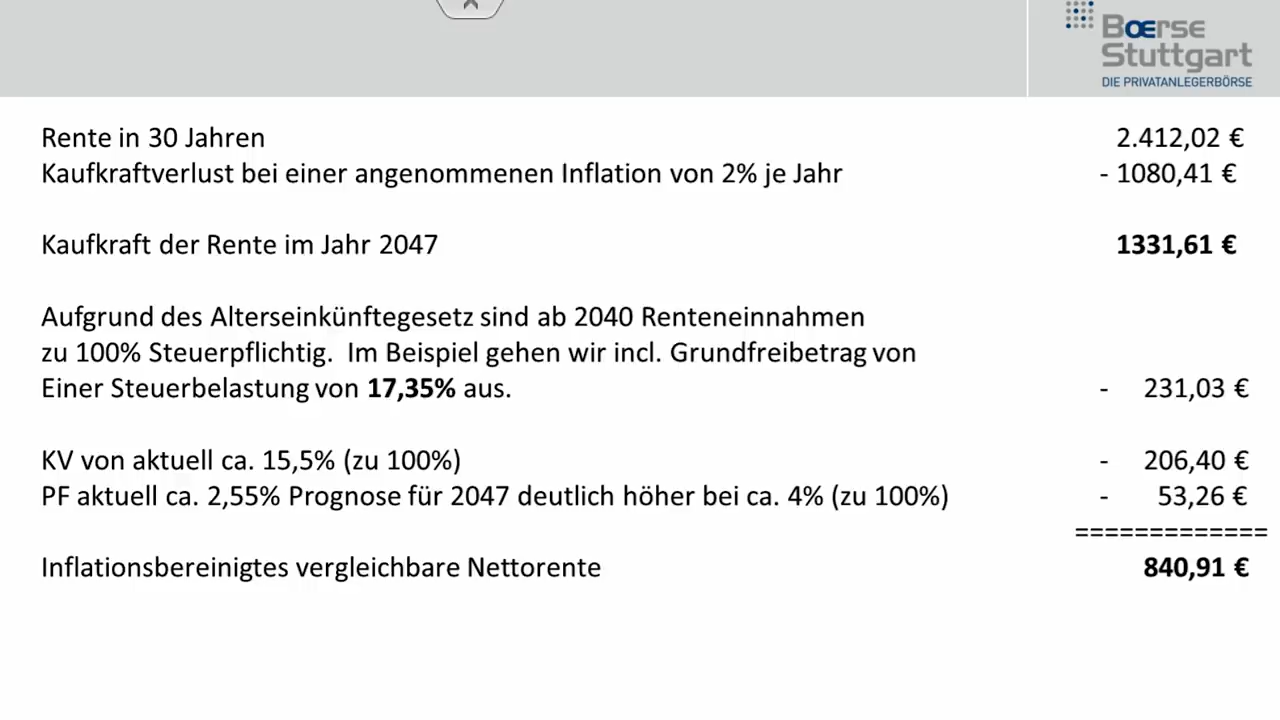 Boerse
Stuttgart
DIE PRIVATANLEGERBÖRSE
Rente in 30 Jahren 2.412,02 €
Kaufkraftverlust bei einer angenommenen Inflation von 2% je Jahr - 1080,41 €
Kaufkraft der Rente im Jahr 2047 1331,61 €
Aufgrund des Alterseinkünftegesetz sind ab 2040 Renteneinnahmen
zu 100% Steuerpflichtig. Im Beispiel gehen wir incl. Grundfreibetrag von
Einer Steuerbelastung von 17,35% aus. - 231,03 €
KV von aktuell ca. 15,5% (zu 100%) - 206,40 €
PF aktuell ca. 2,55% Prognose für 2047 deutlich höher bei ca. 4% (zu 100%) - 53,26 €
=============
Inflationsbereinigtes vergleichbare Nettorente 840,91 €